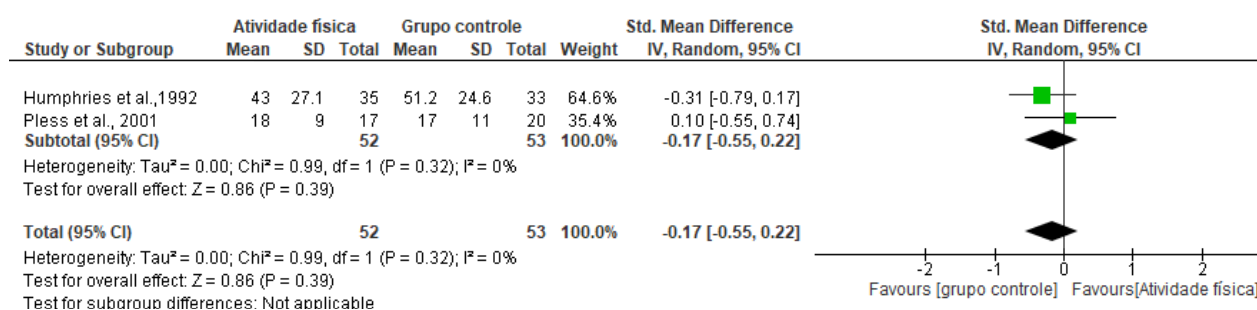 Atividade física Grupo controle Std. Mean Difference Std. Mean Difference
Study or Subgroup Mean SD Total Mean SD Total Weight IV, Random, 95% CI IV, Random, 95% CI
Humphries et al.,1992 43 27.1 35 51.2 24.6 33 64.6% -0.31 [-0.79, 0.17]
Pless et al., 2001 18 9 17 17 11 20 35.4% 0.10 [-0.55, 0.74]
Subtotal (95% CI) 52 53 100.0% -0.17 [-0.55, 0.22]
Heterogeneity: Tau² = 0.00; Chi² = 0.99, df = 1 (P = 0.32); I² = 0%
Test for overall effect: Z = 0.86 (P = 0.39)
Total (95% CI) 52 53 100.0% -0.17 [-0.55, 0.22]
Heterogeneity: Tau² = 0.00; Chi² = 0.99, df = 1 (P = 0.32); I² = 0%
Test for overall effect: Z = 0.86 (P = 0.39)
Test for subgroup differences: Not applicable
-2 -1 0 1 2
Favours [grupo controle] Favours[Atividade física]